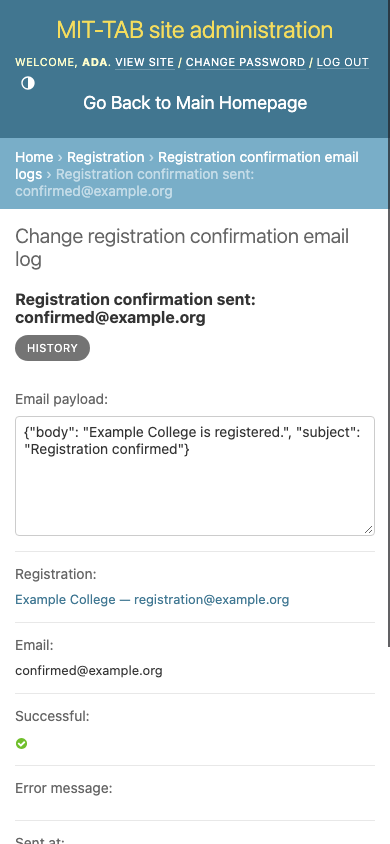 MIT-TAB site administration
WELCOME, ADA. VIEW SITE / CHANGE PASSWORD / LOG OUT
Go Back to Main Homepage
Home › Registration › Registration confirmation email
logs › Registration confirmation sent:
confirmed@example.org
Change registration confirmation email
log
Registration confirmation sent:
confirmed@example.org
HISTORY
Email payload:
{"body": "Example College is registered.", "subject":
"Registration confirmed"}
Registration:
Example College — registration@example.org
Email:
confirmed@example.org
Successful:
Error message:
Sent at: